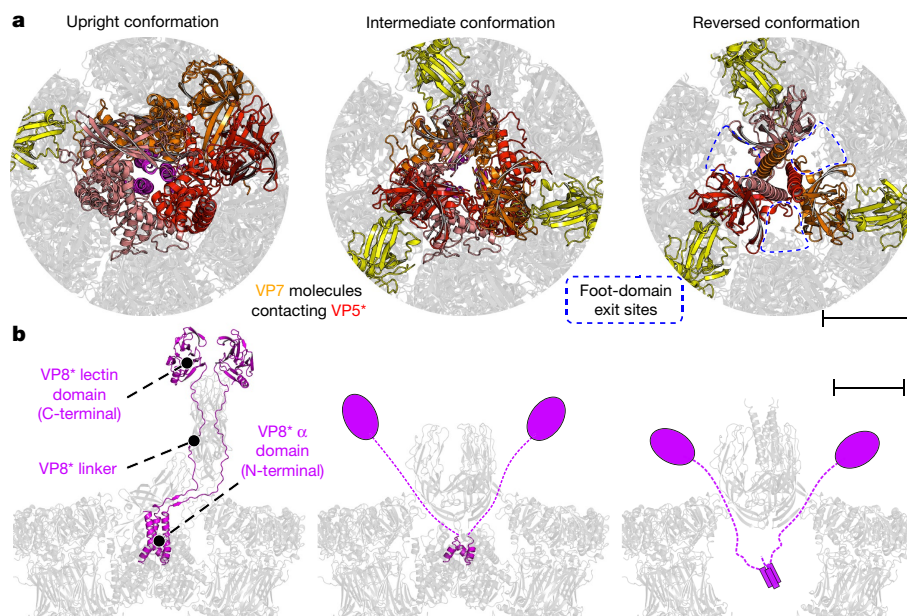 a
Upright conformation
Intermediate conformation
Reversed conformation
VP7 molecules
contacting VP5*
Foot-domain
exit sites
b
VP8* lectin
domain
(C-terminal)
VP8* linker
VP8* α
domain
(N-terminal)